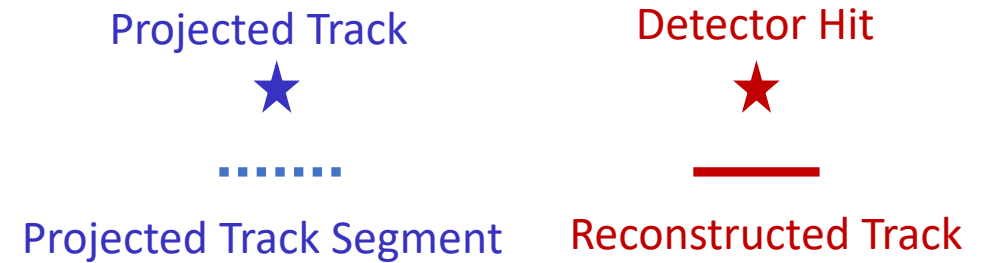 Projected Track
Detector Hit
Projected Track Segment
Reconstructed Track